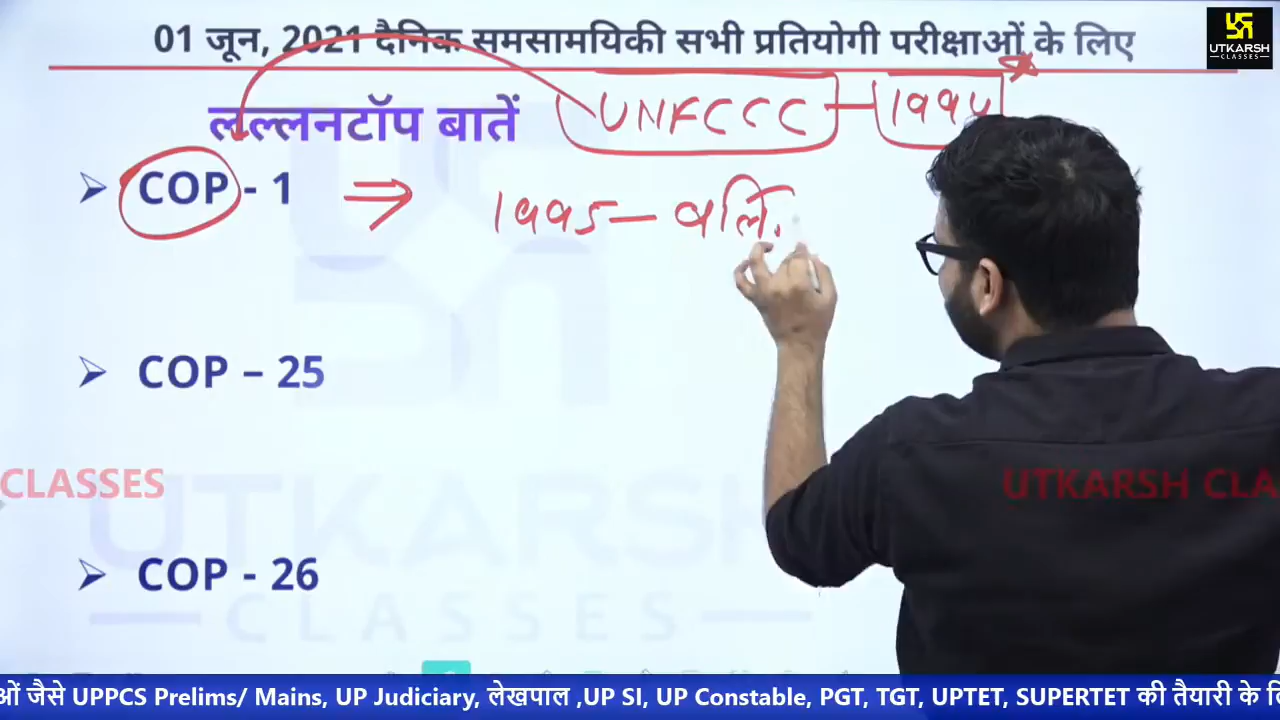 01 जून, 2021 दैनिक समसामयिकी सभी प्रतियोगी परीक्षाओं के लिए
UTKARSH
CLASSES
लल्लनटॉप बातें
UNFCCC - 1994
COP - 1 ⇒ 1995 - बर्लि
COP – 25
CLASSES
UTKARSH CLA
UTKARSH
CLASSES
COP - 26
ओं जैसे UPPCS Prelims/ Mains, UP Judiciary, लेखपाल ,UP SI, UP Constable, PGT, TGT, UPTET, SUPERTET की तैयारी के लि